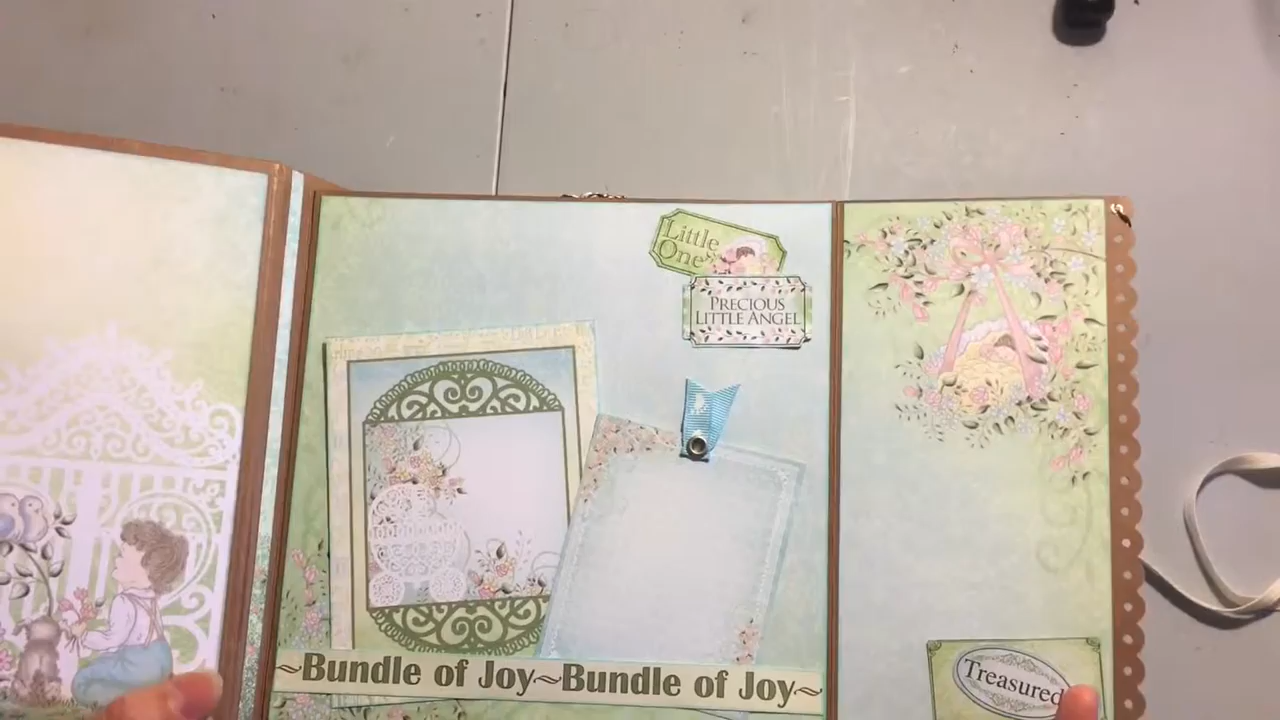 Little
One
PRECIOUS
LITTLE ANGEL
~Bundle of Joy~Bundle of Joy~
Treasured